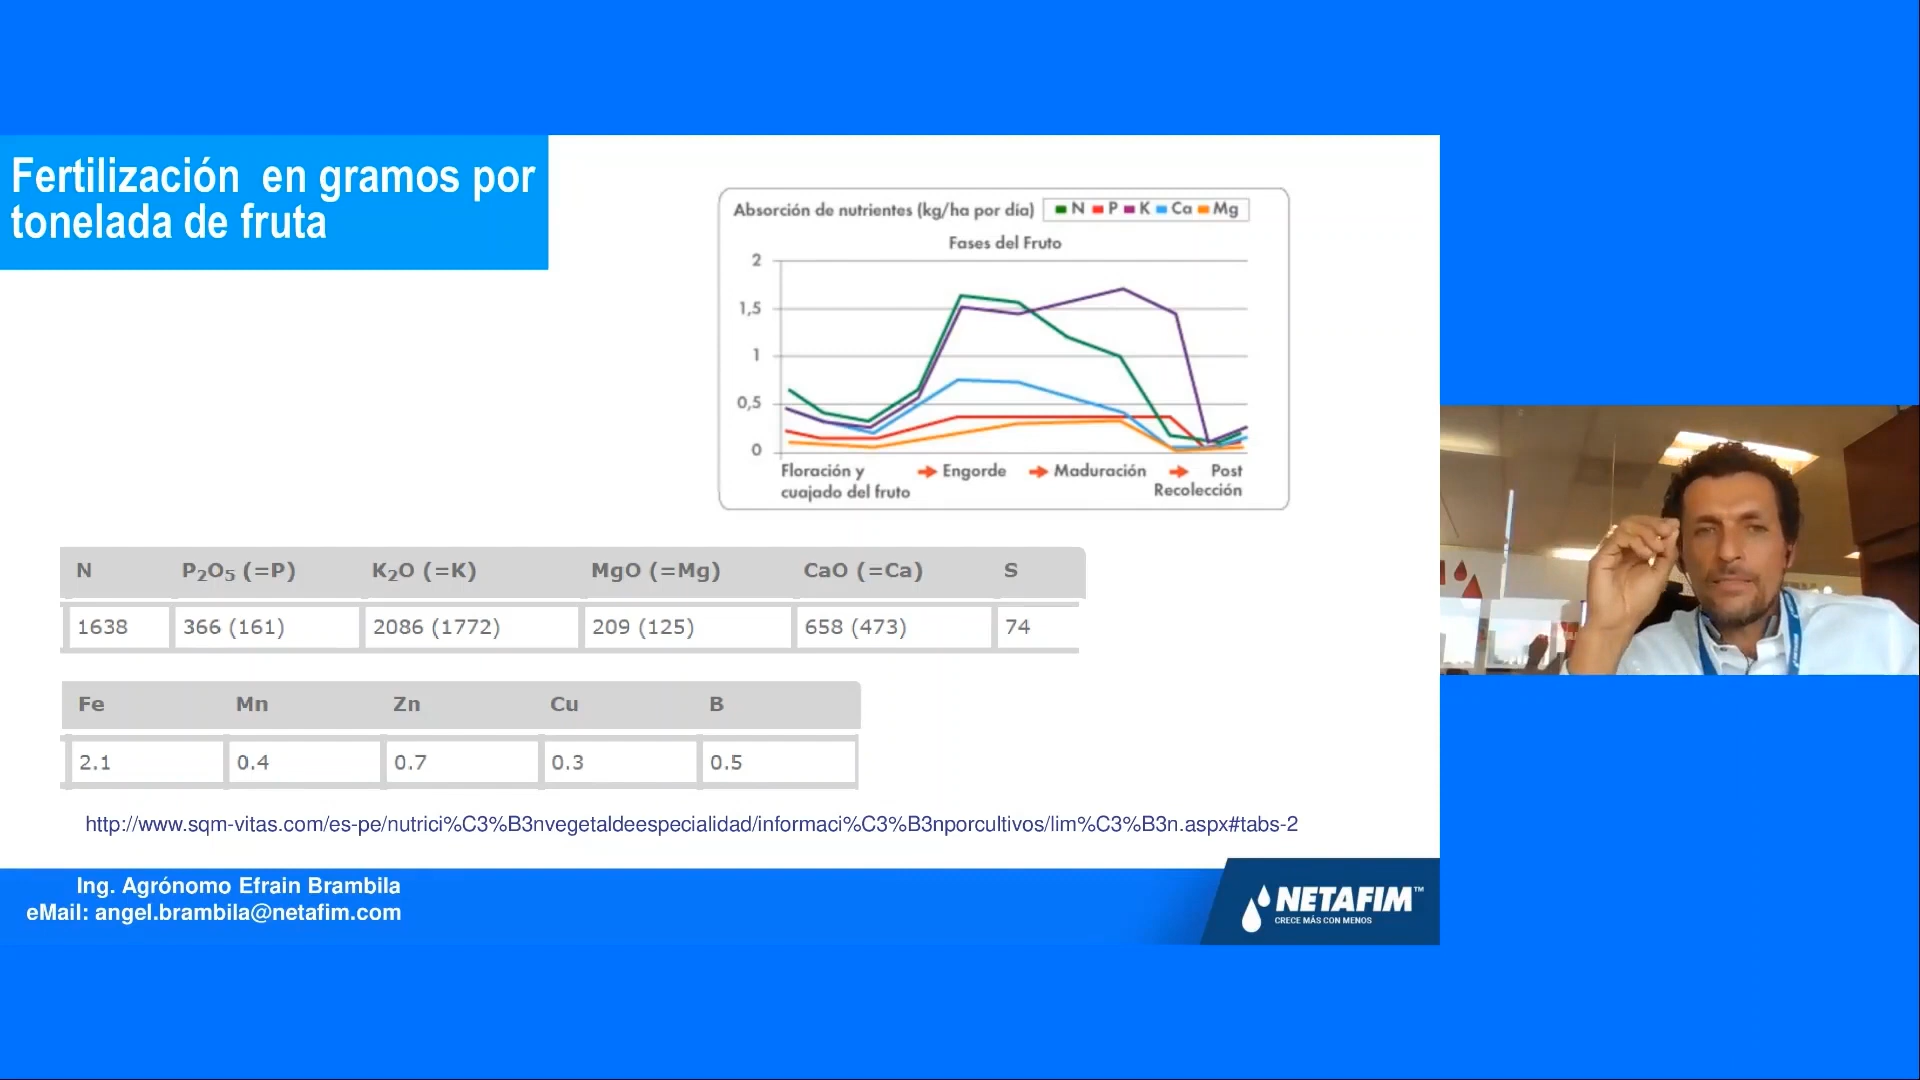 Fertilización  en gramos por
tonelada de fruta
Absorción de nutrientes (kg/ha por día)
N P K Ca Mg
Fases del Fruto
2
1,5
1
0,5
0
Floración y
cuajado del fruto
Engorde
Maduración
Post
Recolección
N P₂O₅ (=P) K₂O (=K) MgO (=Mg) CaO (=Ca) S
1638 366 (161) 2086 (1772) 209 (125) 658 (473) 74
Fe Mn Zn Cu B
2.1 0.4 0.7 0.3 0.5
http://www.sqm-vitas.com/es-pe/nutrici%C3%B3nvegetaldeespecialidad/informaci%C3%B3nporcultivos/lim%C3%B3n.aspx#tabs-2
Ing. Agrónomo Efrain Brambila
eMail: angel.brambila@netafim.com
NETAFIM™
CRECE MÁS CON MENOS